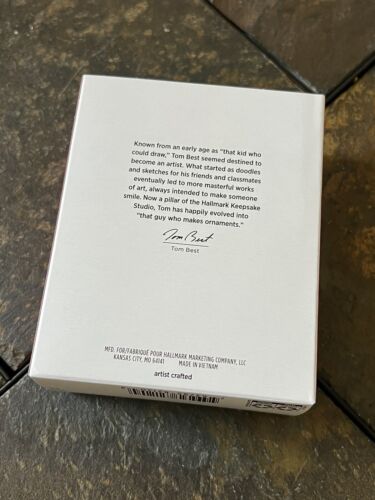 Known from an early age as "that kid who
could draw," Tom Best seemed destined to
become an artist. What started as doodles
and sketches for his friends and classmates
eventually led to more masterful works
of art, always intended to make someone
smile. Now a pillar of the Hallmark Keepsake
Studio, Tom has happily evolved into
"that guy who makes ornaments."
Tom Best
Tom Best
MFD. FOR/FABRIQUÉ POUR HALLMARK MARKETING COMPANY, LLC
KANSAS CITY, MO 64141 MADE IN VIETNAM
artist crafted